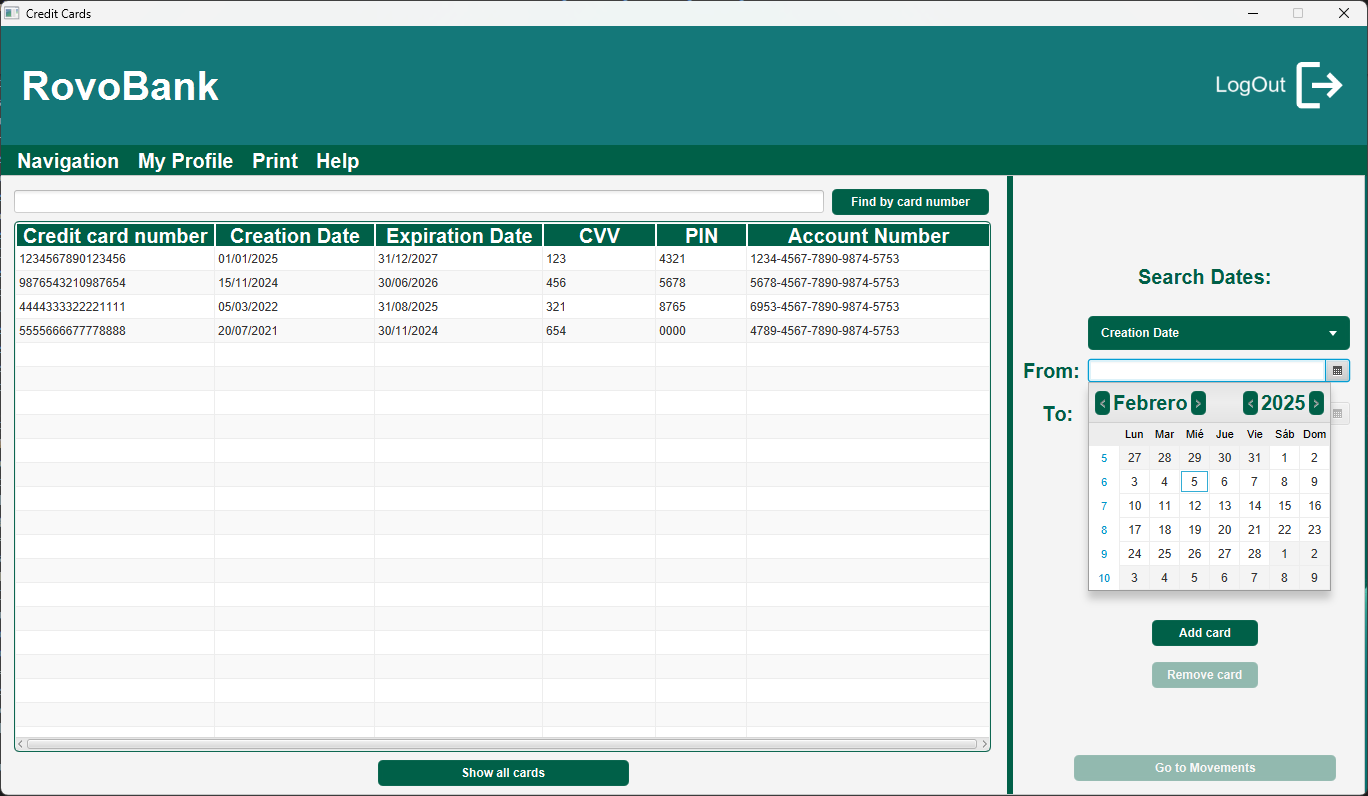 Credit Cards
RovoBank
LogOut
Navigation My Profile Print Help
Find by card number
Credit card number Creation Date Expiration Date CVV PIN Account Number
1234567890123456 01/01/2025 31/12/2027 123 4321 1234-4567-7890-9874-5753
9876543210987654 15/11/2024 30/06/2026 456 5678 5678-4567-7890-9874-5753
4444333322221111 05/03/2022 31/08/2025 321 8765 6953-4567-7890-9874-5753
5555666677778888 20/07/2021 30/11/2024 654 0000 4789-4567-7890-9874-5753
Show all cards
Search Dates:
Creation Date
From:
To:
< Febrero > < 2025 >
Lun Mar Mié Jue Vie Sáb Dom
5 27 28 29 30 31 1 2
6 3 4 5 6 7 8 9
7 10 11 12 13 14 15 16
8 17 18 19 20 21 22 23
9 24 25 26 27 28 1 2
10 3 4 5 6 7 8 9
Add card
Remove card
Go to Movements